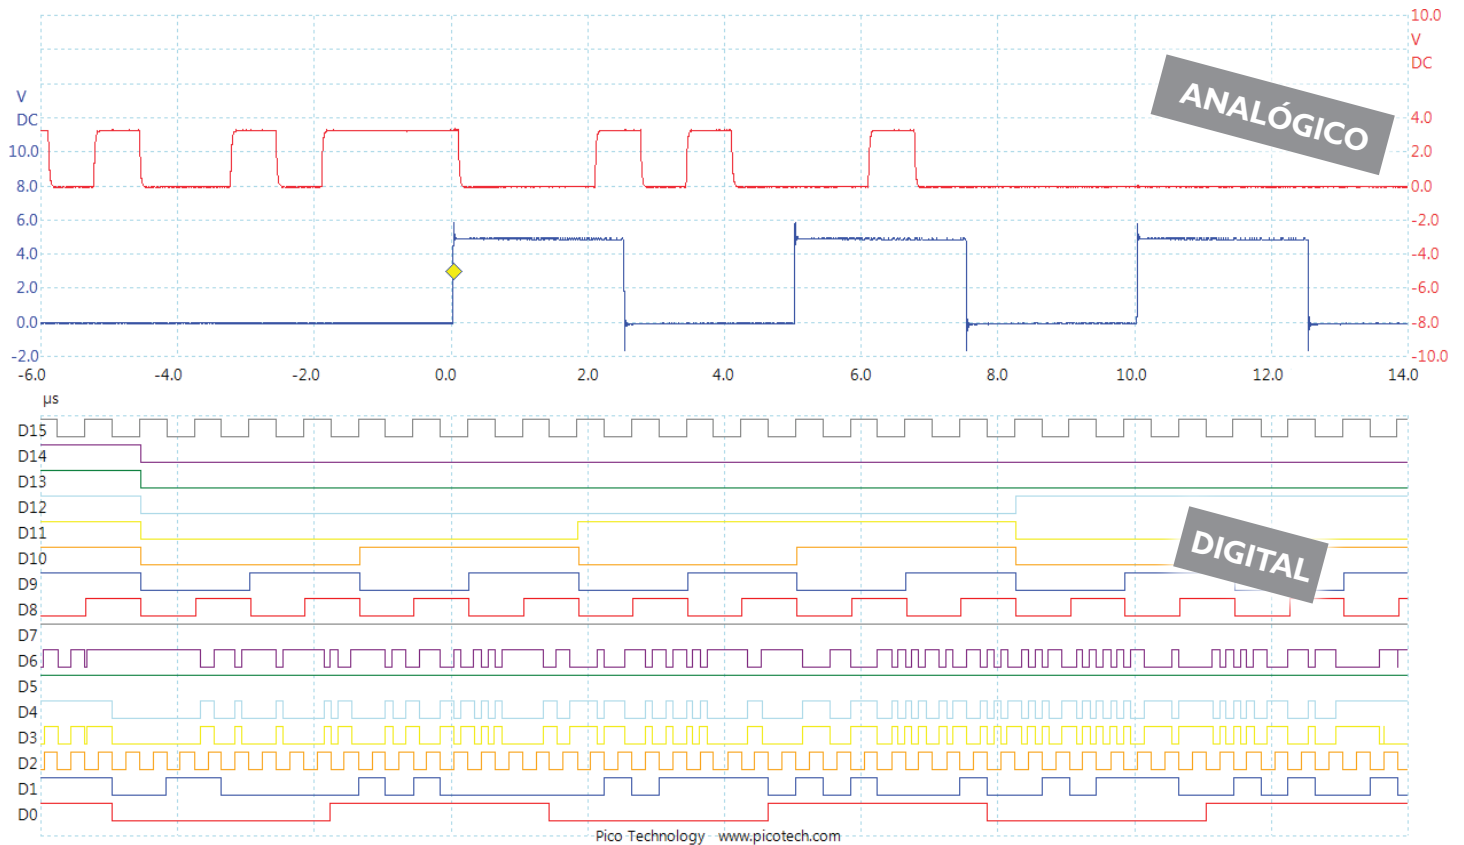 10.0
V
DC
ANALÓGICO
V
DC
10.0
8.0
6.0
4.0
2.0
0.0
-2.0
4.0
2.0
0.0
-2.0
-4.0
-6.0
-8.0
-10.0
-6.0 -4.0 -2.0 0.0 2.0 4.0 6.0 8.0 10.0 12.0 14.0
µs
D15
D14
D13
D12
D11
D10
D9
D8
D7
D6
D5
D4
D3
D2
D1
D0
DIGITAL
Pico Technology www.picotech.com